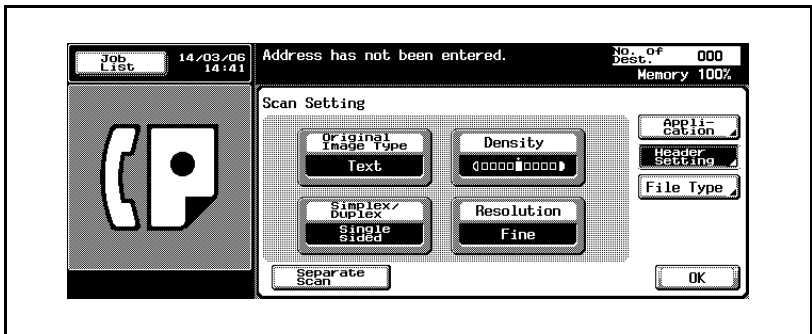 Job
List
14/03/06
14:41
Address has not been entered.
No. of
Dest.
000
Memory 100%
Scan Setting
Original
Image Type
Text
Density
Simplex/
Duplex
Single
sided
Resolution
Fine
Separate
Scan
Appli-
cation
Header
Setting
File Type
OK